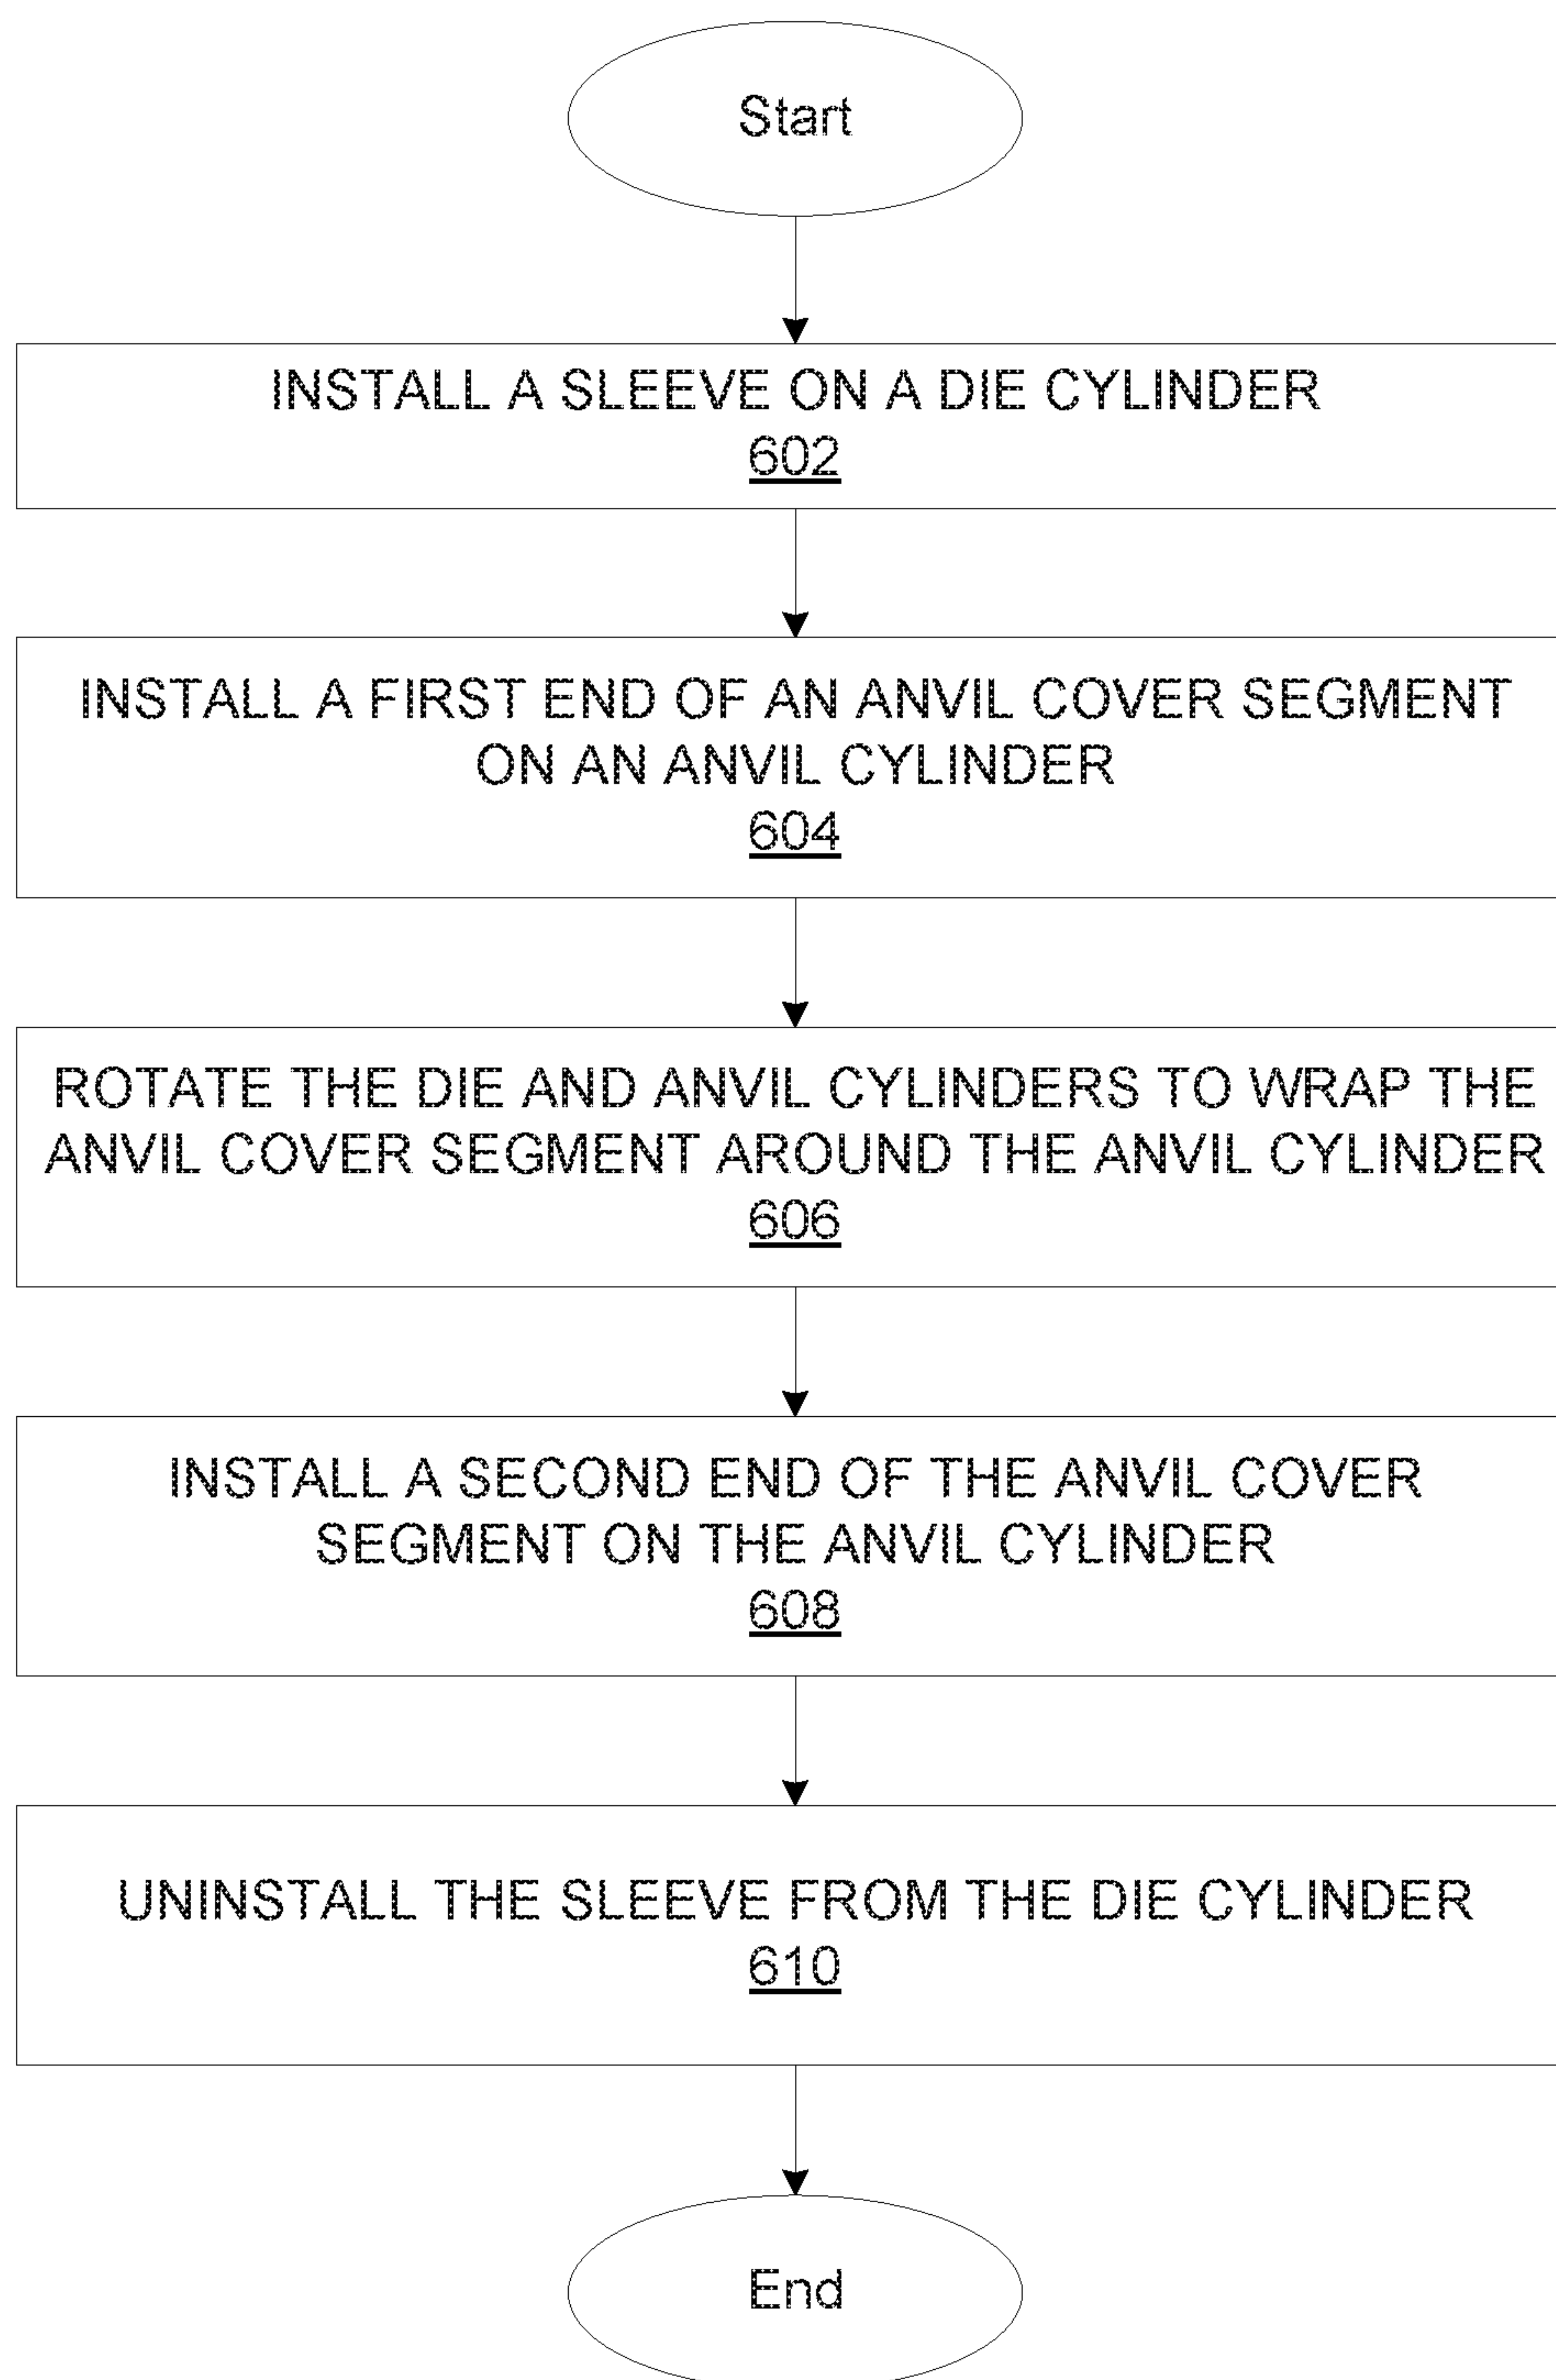 Start
INSTALL A SLEEVE ON A DIE CYLINDER
602
INSTALL A FIRST END OF AN ANVIL COVER SEGMENT
ON AN ANVIL CYLINDER
604
ROTATE THE DIE AND ANVIL CYLINDERS TO WRAP THE
ANVIL COVER SEGMENT AROUND THE ANVIL CYLINDER
606
INSTALL A SECOND END OF THE ANVIL COVER
SEGMENT ON THE ANVIL CYLINDER
608
UNINSTALL THE SLEEVE FROM THE DIE CYLINDER
610
End